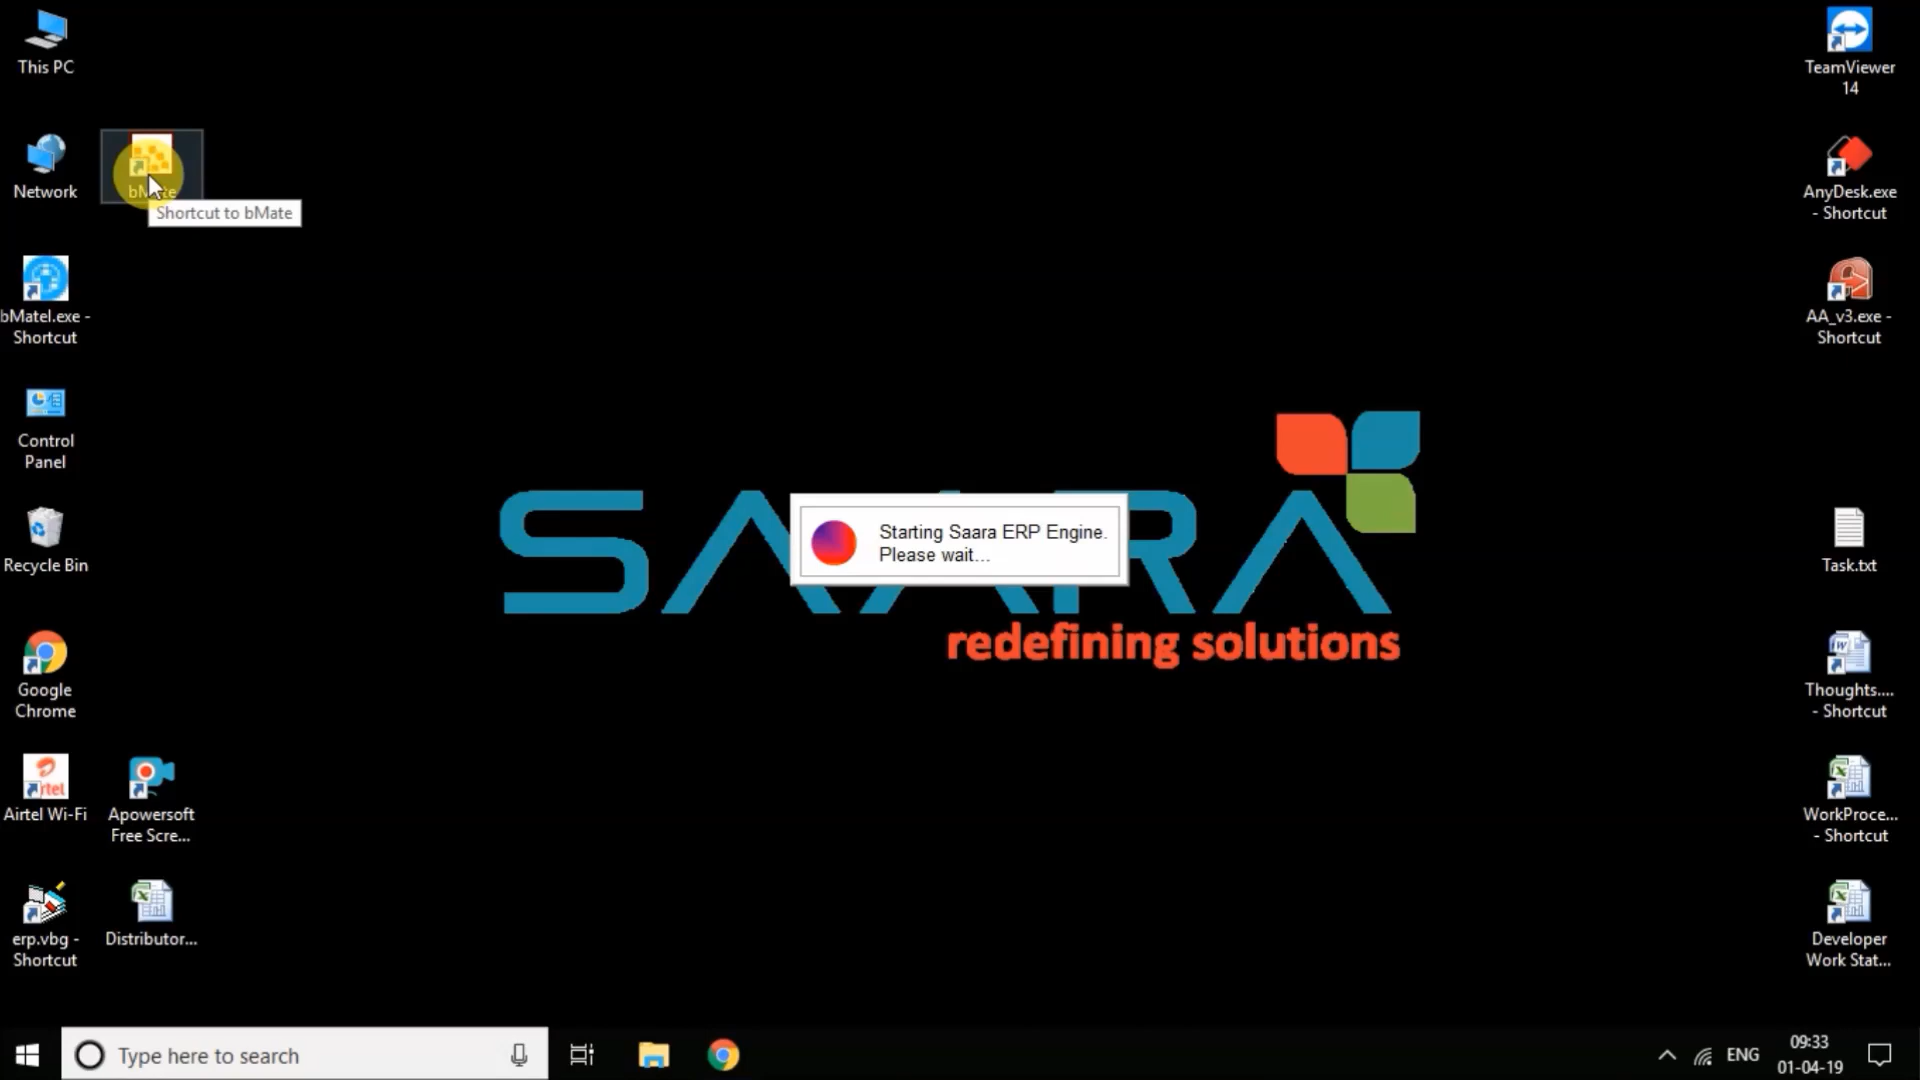 This PC
Network
bMate
Shortcut to bMate
bMatel.exe -
Shortcut
Control
Panel
Recycle Bin
Google
Chrome
Airtel Wi-Fi
Apowersoft
Free Scre...
erp.vbg -
Shortcut
Distributor...
SAARA
redefining solutions
Starting Saara ERP Engine.
Please wait...
TeamViewer
14
AnyDesk.exe
- Shortcut
AA_v3.exe -
Shortcut
Task.txt
Thoughts....
- Shortcut
WorkProce...
- Shortcut
Developer
Work Stat...
Type here to search
ENG
09:33
01-04-19